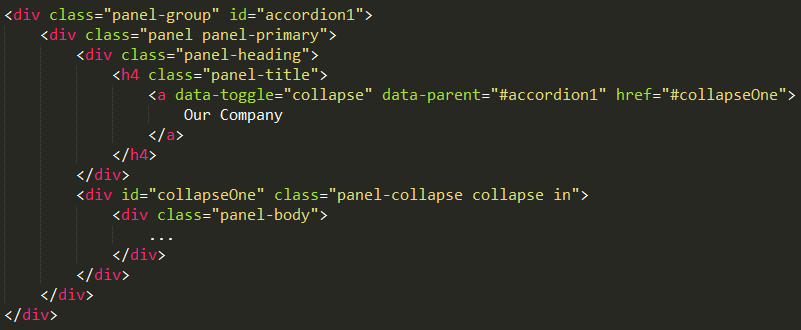 <div class="panel-group" id="accordion1">
    <div class="panel panel-primary">
        <div class="panel-heading">
            <h4 class="panel-title">
                <a data-toggle="collapse" data-parent="#accordion1" href="#collapseOne">
                    Our Company
                </a>
            </h4>
        </div>
        <div id="collapseOne" class="panel-collapse collapse in">
            <div class="panel-body">
                ...
            </div>
        </div>
    </div>
</div>